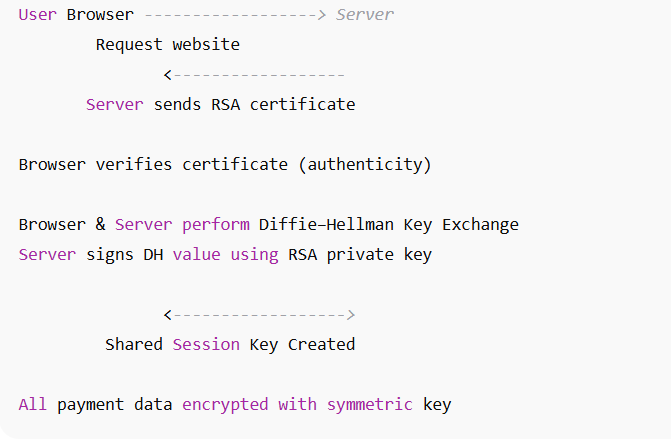 User Browser ------------------> Server
Request website
<------------------
Server sends RSA certificate
Browser verifies certificate (authenticity)
Browser & Server perform Diffie–Hellman Key Exchange
Server signs DH value using RSA private key
<------------------>
Shared Session Key Created
All payment data encrypted with symmetric key